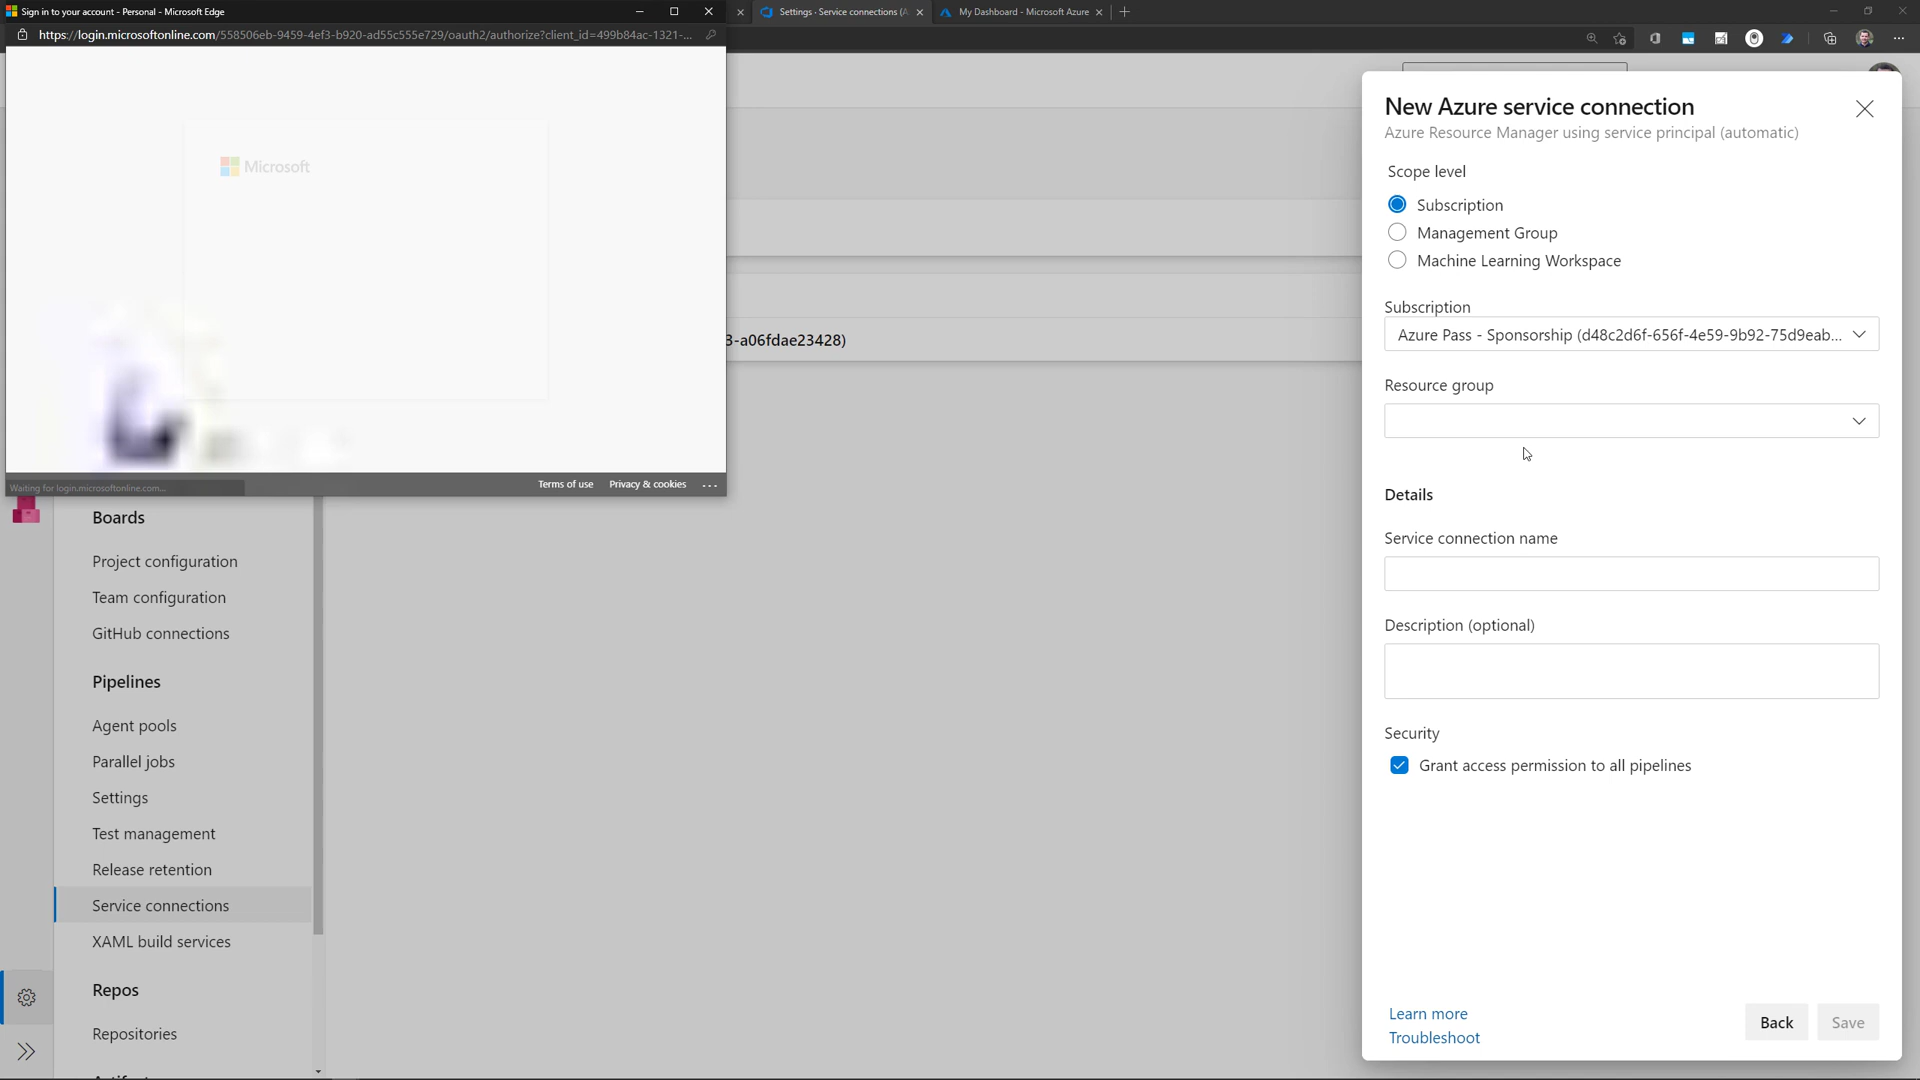 Sign in to your account - Personal - Microsoft Edge
https://login.microsoftonline.com/558506eb-9459-4ef3-b920-ad55c555e729/oauth2/authorize?client_id=499b84ac-1321-...
Settings · Service connections (A
My Dashboard - Microsoft Azure
Microsoft
Waiting for login.microsoftonline.com...
Terms of use
Privacy & cookies
...
3-a06fdae23428)
Boards
Project configuration
Team configuration
GitHub connections
Pipelines
Agent pools
Parallel jobs
Settings
Test management
Release retention
Service connections
XAML build services
Repos
Repositories
New Azure service connection
Azure Resource Manager using service principal (automatic)
Scope level
Subscription
Management Group
Machine Learning Workspace
Subscription
Azure Pass - Sponsorship (d48c2d6f-656f-4e59-9b92-75d9eab...
Resource group
Details
Service connection name
Description (optional)
Security
Grant access permission to all pipelines
Learn more
Troubleshoot
Back
Save